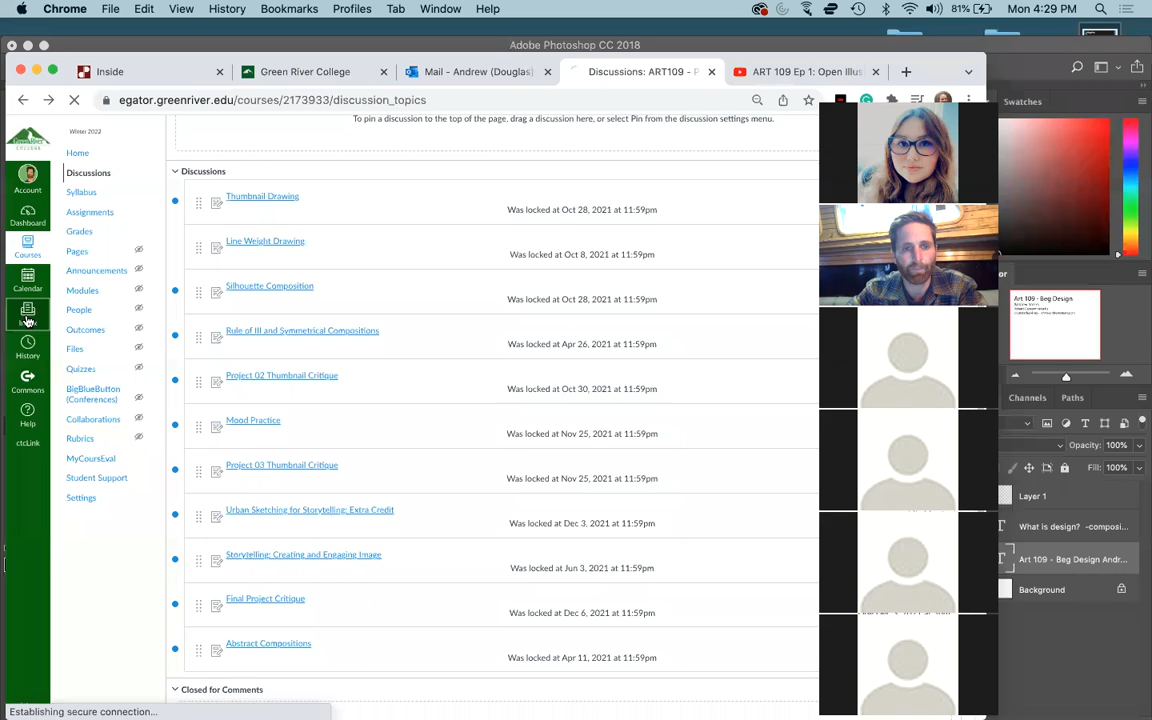 Chrome File Edit View History Bookmarks Profiles Tab Window Help 81% Mon 4:29 PM
Adobe Photoshop CC 2018
Inside
Green River College
Mail - Andrew (Douglas)
Discussions: ART109 - P
ART 109 Ep 1: Open Illus
egator.greenriver.edu/courses/2173933/discussion_topics
Swatches
Winter 2022
To pin a discussion to the top of the page, drag a discussion here, or select Pin from the discussion settings menu.
Account
Dashboard
Courses
Calendar
History
Commons
Help
ctcLink
Home
Discussions
Syllabus
Assignments
Grades
Pages
Announcements
Modules
People
Outcomes
Files
Quizzes
BigBlueButton
(Conferences)
Collaborations
Rubrics
MyCoursEval
Student Support
Settings
Discussions
Thumbnail Drawing
Was locked at Oct 28, 2021 at 11:59pm
Line Weight Drawing
Was locked at Oct 8, 2021 at 11:59pm
Silhouette Composition
Was locked at Oct 28, 2021 at 11:59pm
Rule of III and Symmetrical Compositions
Was locked at Apr 26, 2021 at 11:59pm
Project 02 Thumbnail Critique
Was locked at Oct 30, 2021 at 11:59pm
Mood Practice
Was locked at Nov 25, 2021 at 11:59pm
Project 03 Thumbnail Critique
Was locked at Nov 25, 2021 at 11:59pm
Urban Sketching for Storytelling: Extra Credit
Was locked at Dec 3, 2021 at 11:59pm
Storytelling: Creating and Engaging Image
Was locked at Jun 3, 2021 at 11:59pm
Final Project Critique
Was locked at Dec 6, 2021 at 11:59pm
Abstract Compositions
Was locked at Apr 11, 2021 at 11:59pm
Closed for Comments
Establishing secure connection...
or
Art 109 - Beg Design
Channels Paths
Opacity: 100%
Fill: 100%
Layer 1
What is design? -composi...
Art 109 - Beg Design Andr...
Background